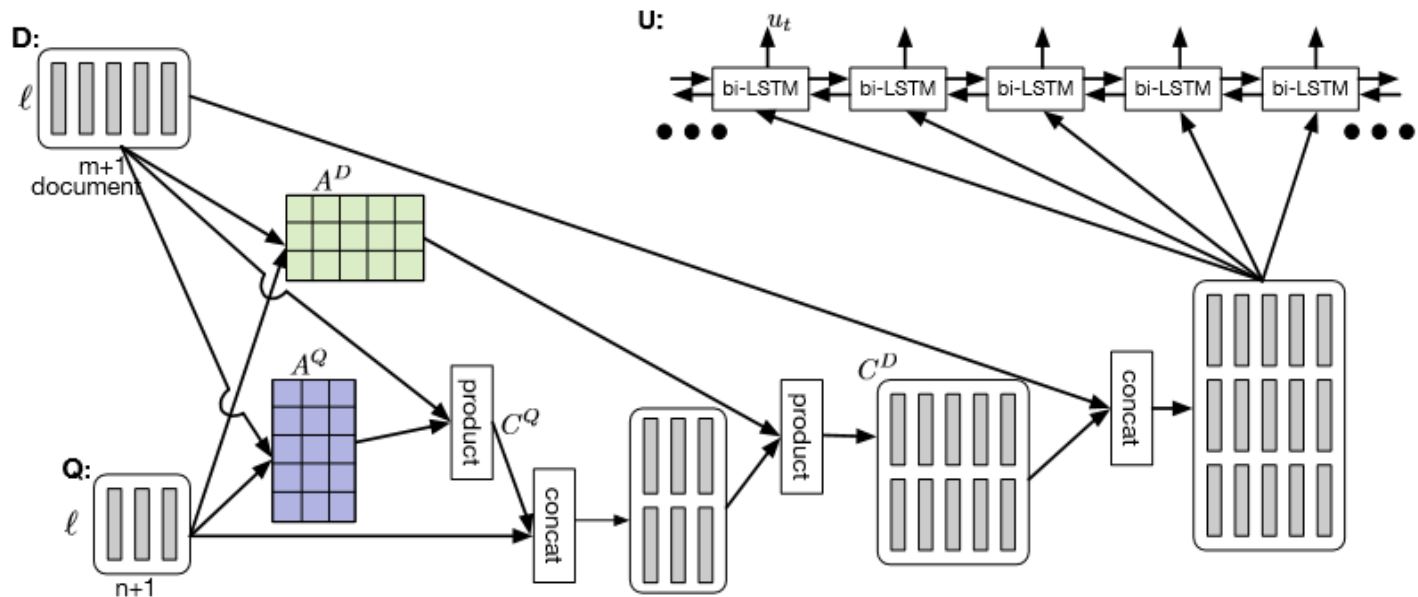 D:
ℓ
m+1
document
U:
u_t
bi-LSTM
bi-LSTM
bi-LSTM
bi-LSTM
bi-LSTM
A^D
A^Q
product
C^Q
concat
product
C^D
concat
Q:
ℓ
n+1